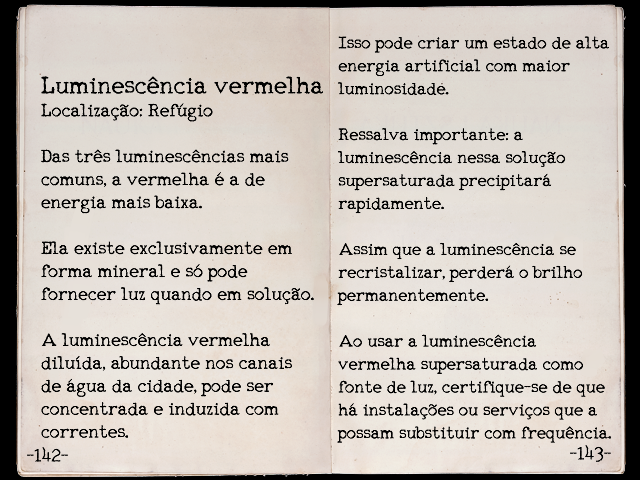 Luminescência vermelha
Localização: Refúgio
Das três luminescências mais
comuns, a vermelha é a de
energia mais baixa.
Ela existe exclusivamente em
forma mineral e só pode
fornecer luz quando em solução.
A luminescência vermelha
diluída, abundante nos canais
de água da cidade, pode ser
concentrada e induzida com
correntes.
-142-
Isso pode criar um estado de alta
energia artificial com maior
luminosidade.
Ressalva importante: a
luminescência nessa solução
supersaturada precipitará
rapidamente.
Assim que a luminescência se
recristalizar, perderá o brilho
permanentemente.
Ao usar a luminescência
vermelha supersaturada como
fonte de luz, certifique-se de que
há instalações ou serviços que a
possam substituir com frequência.
-143-